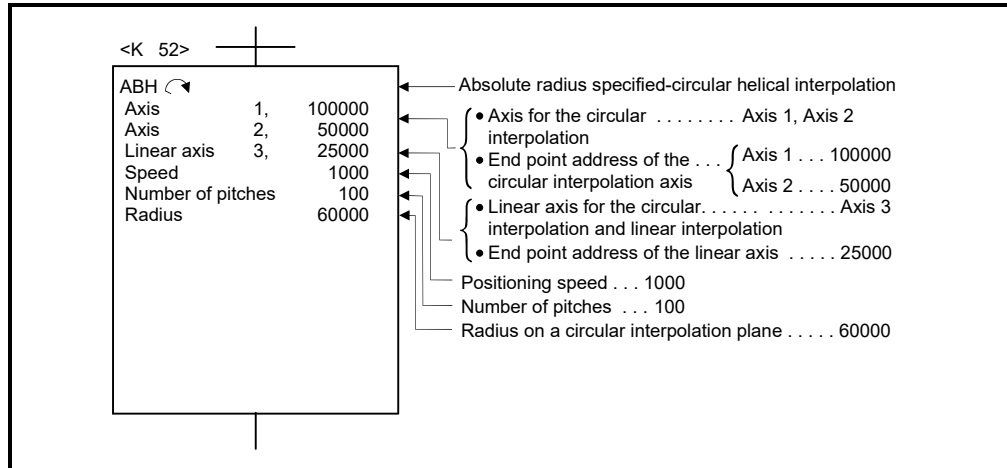 <K 52>
ABH
Axis 1, 100000
Axis 2, 50000
Linear axis 3, 25000
Speed 1000
Number of pitches 100
Radius 60000
Absolute radius specified-circular helical interpolation
• Axis for the circular . . . . . . . . Axis 1, Axis 2
interpolation
• End point address of the . . . Axis 1 . . . 100000
circular interpolation axis Axis 2 . . . . 50000
• Linear axis for the circular. . . . . . . . . . . . . Axis 3
interpolation and linear interpolation
• End point address of the linear axis . . . . . 25000
Positioning speed . . . 1000
Number of pitches . . . 100
Radius on a circular interpolation plane . . . . . 60000